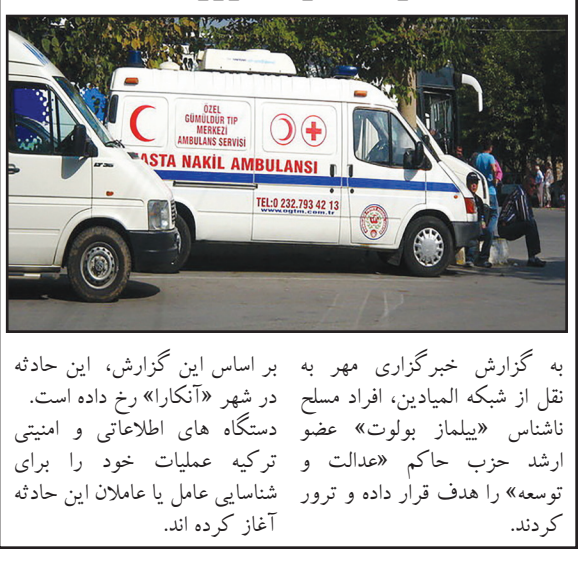 ÖZEL
GÜMÜLDÜR TIP
MERKEZİ
AMBULANS SERVİSİ
ASTA NAKİL AMBULANSI
TEL:0 232.793 42 13
www.ogtm.com.tr
به گزارش خبرگزاری مهر به
نقل از شبکه المیادین، افراد مسلح
ناشناس «ییلماز بولوت» عضو
ارشد حزب حاکم «عدالت و
توسعه» را هدف قرار داده و ترور
کردند.
بر اساس این گزارش، این حادثه
در شهر «آنکارا» رخ داده است.
دستگاه های اطلاعاتی و امنیتی
ترکیه عملیات خود را برای
شناسایی عامل یا عاملان این حادثه
آغاز کرده اند.